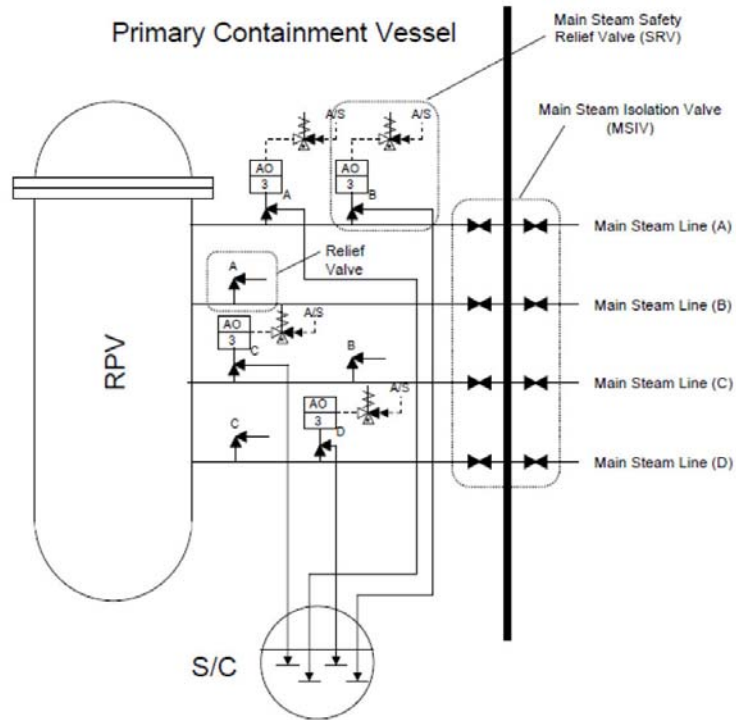 Primary Containment Vessel
Main Steam Safety
Relief Valve (SRV)
Main Steam Isolation Valve
(MSIV)
A/S
A/S
AO
3
A
AO
3
B
Main Steam Line (A)
Relief
Valve
A
Main Steam Line (B)
A/S
AO
3
C
B
RPV
Main Steam Line (C)
A/S
AO
3
D
C
Main Steam Line (D)
S/C